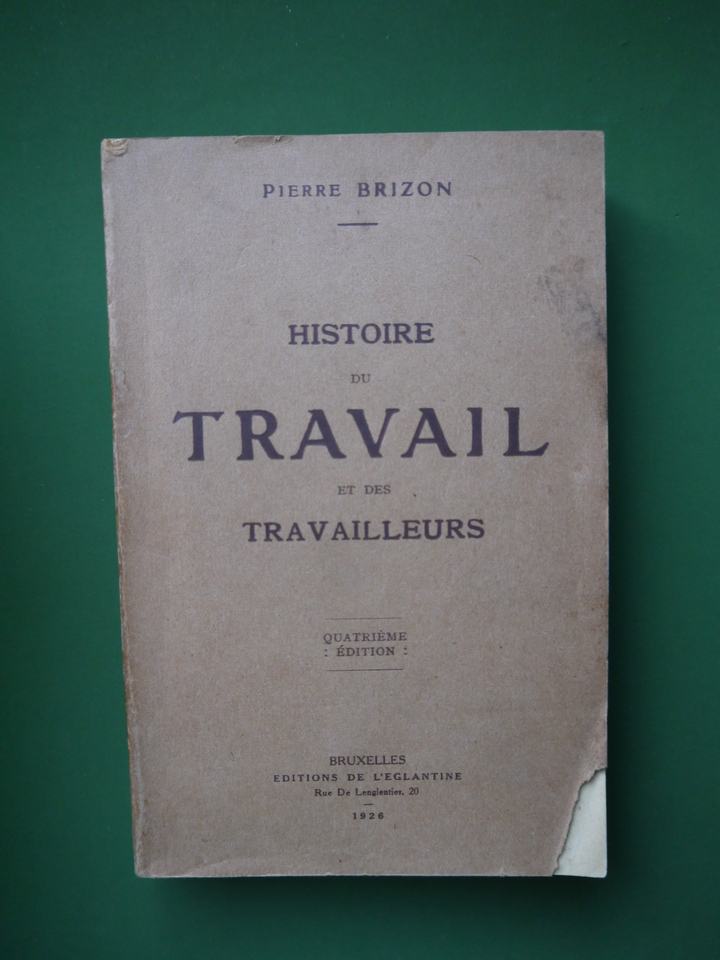 PIERRE BRIZON
HISTOIRE
DU
TRAVAIL
ET DES
TRAVAILLEURS
QUATRIÈME
: ÉDITION :
BRUXELLES
EDITIONS DE L'EGLANTINE
Rue De Lenglentier, 20
1926